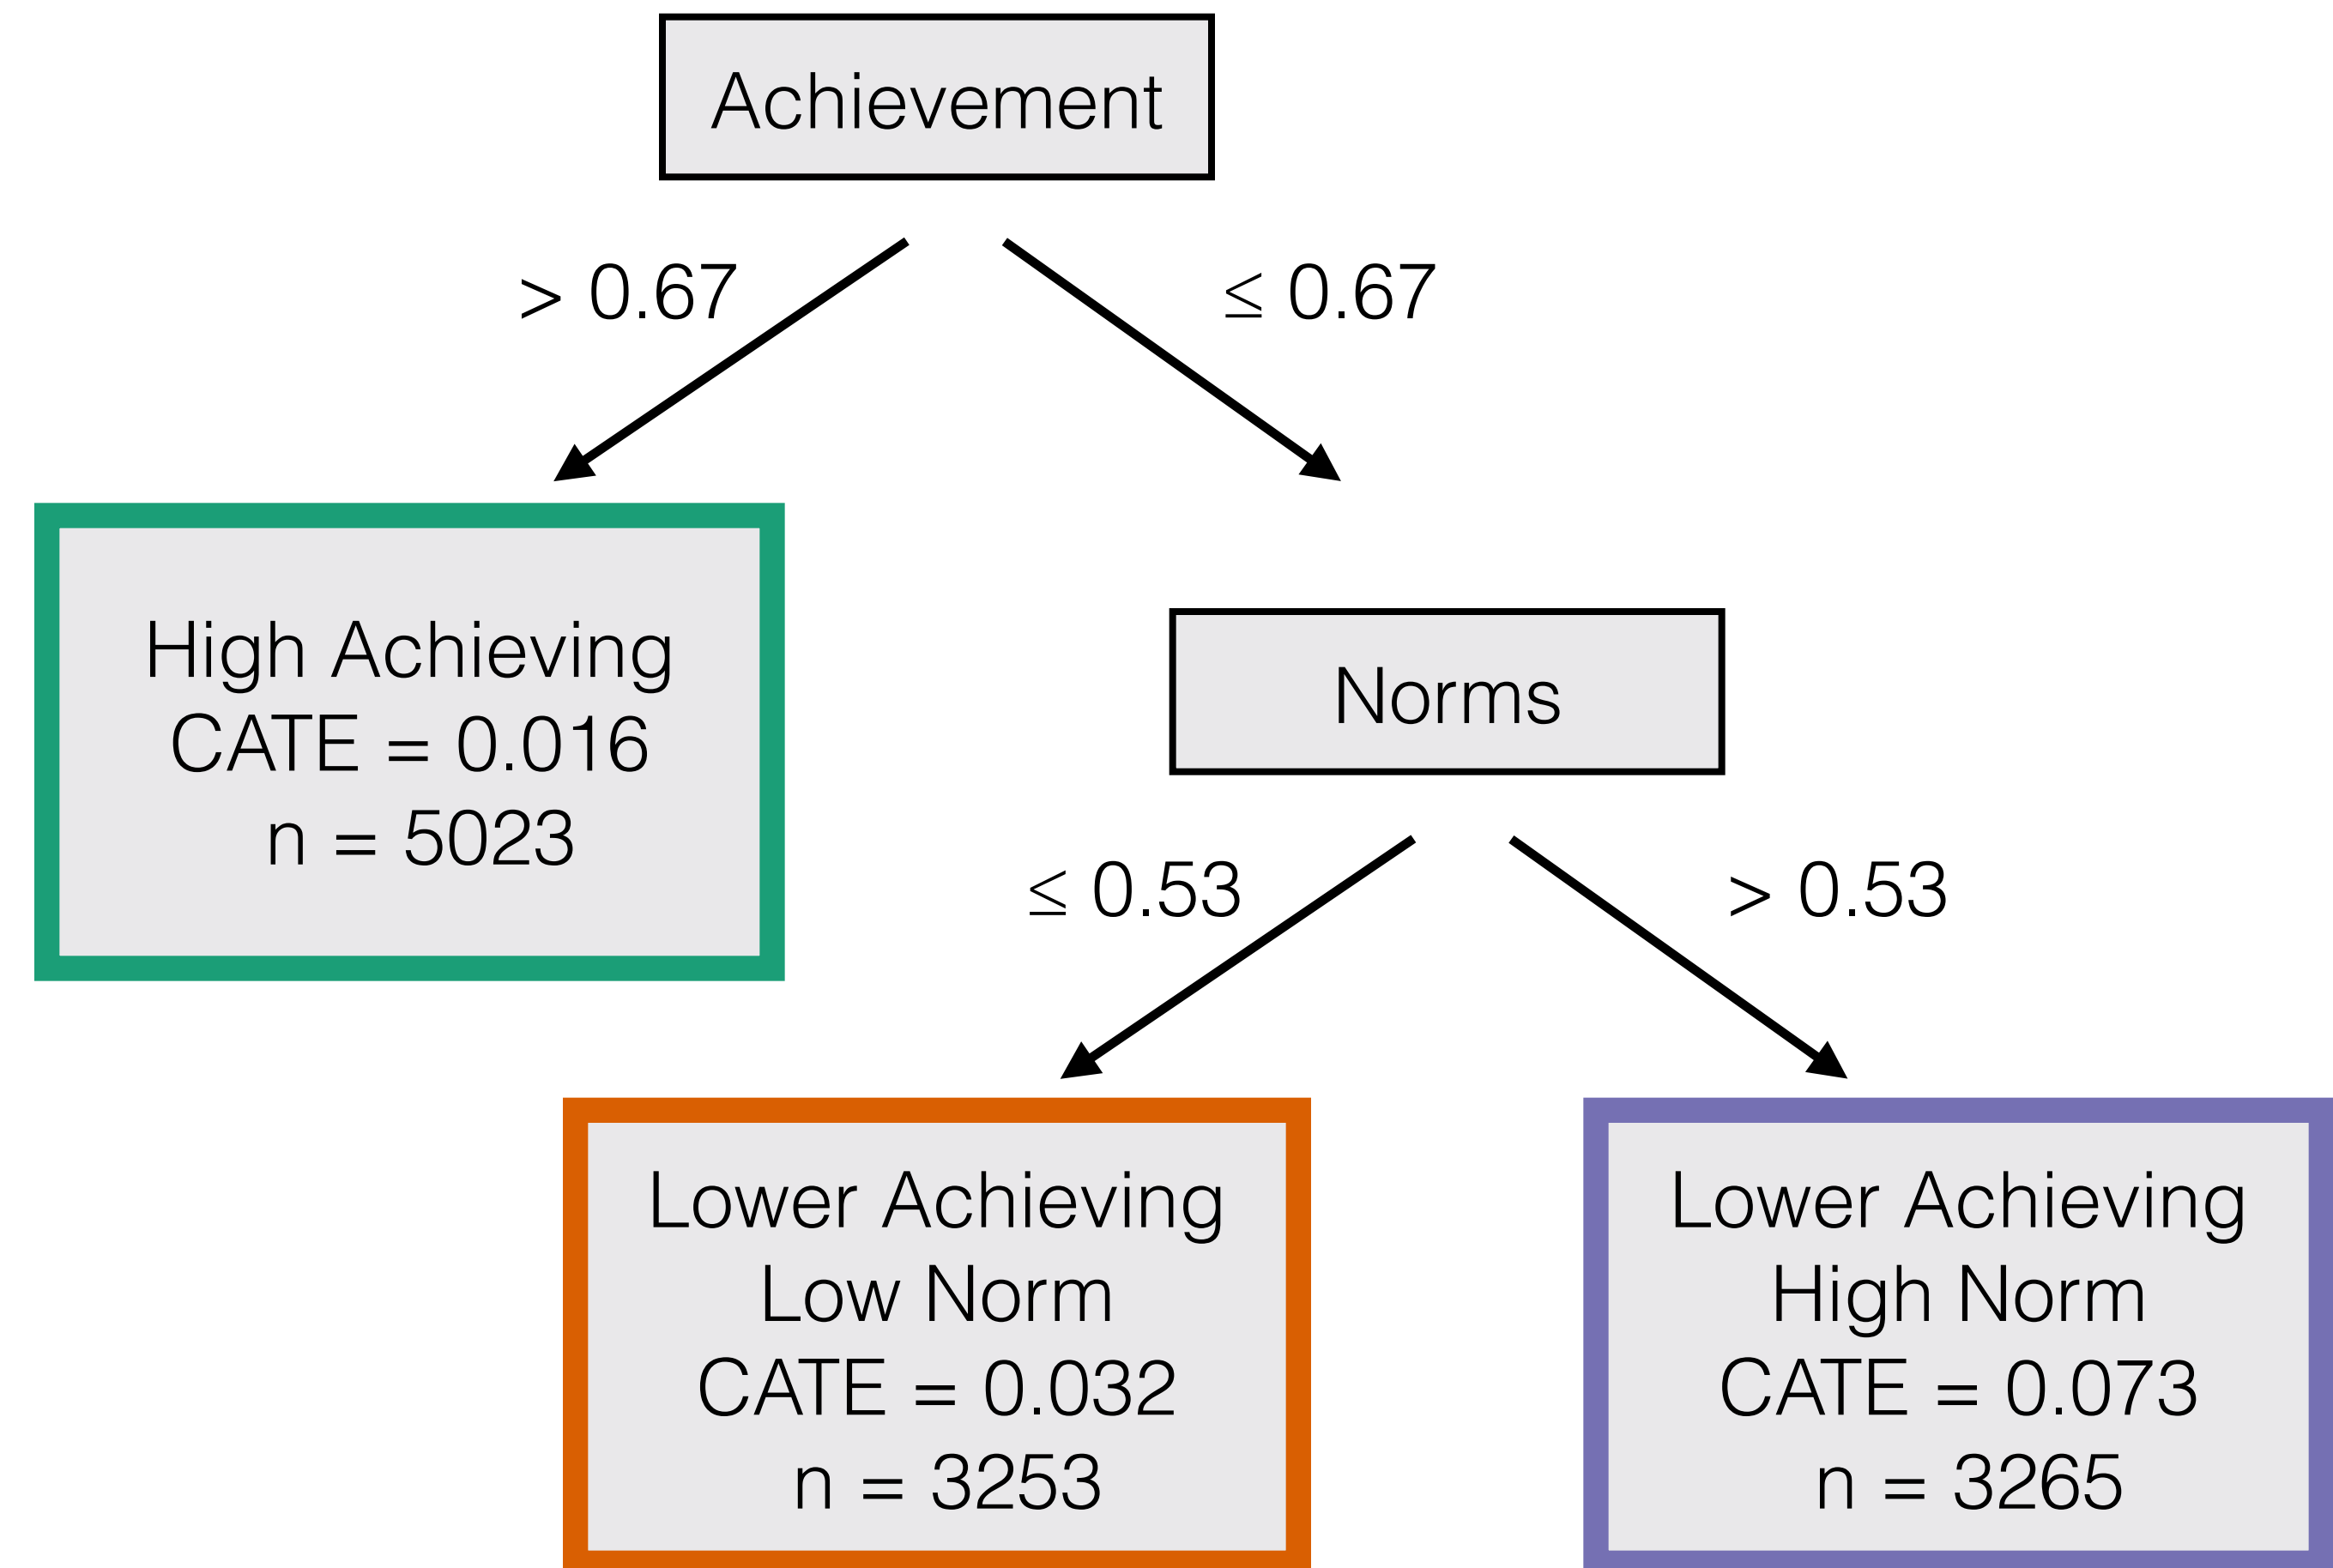 Achievement
> 0.67
≤ 0.67
High Achieving
CATE = 0.016
n = 5023
Norms
≤ 0.53
> 0.53
Lower Achieving
Low Norm
CATE = 0.032
n = 3253
Lower Achieving
High Norm
CATE = 0.073
n = 3265